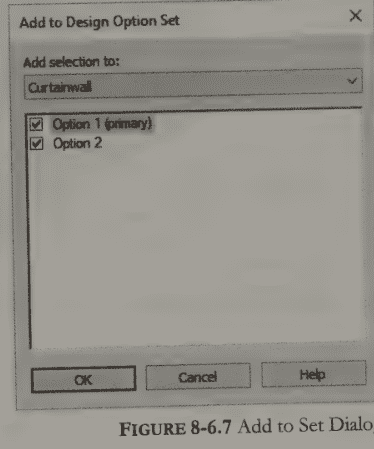 Add to Design Option Set
Add selection to:
Curtainwall
Option 1 (primary)
Option 2
OK Cancel Help
FIGURE 8-6.7 Add to Set Dialo